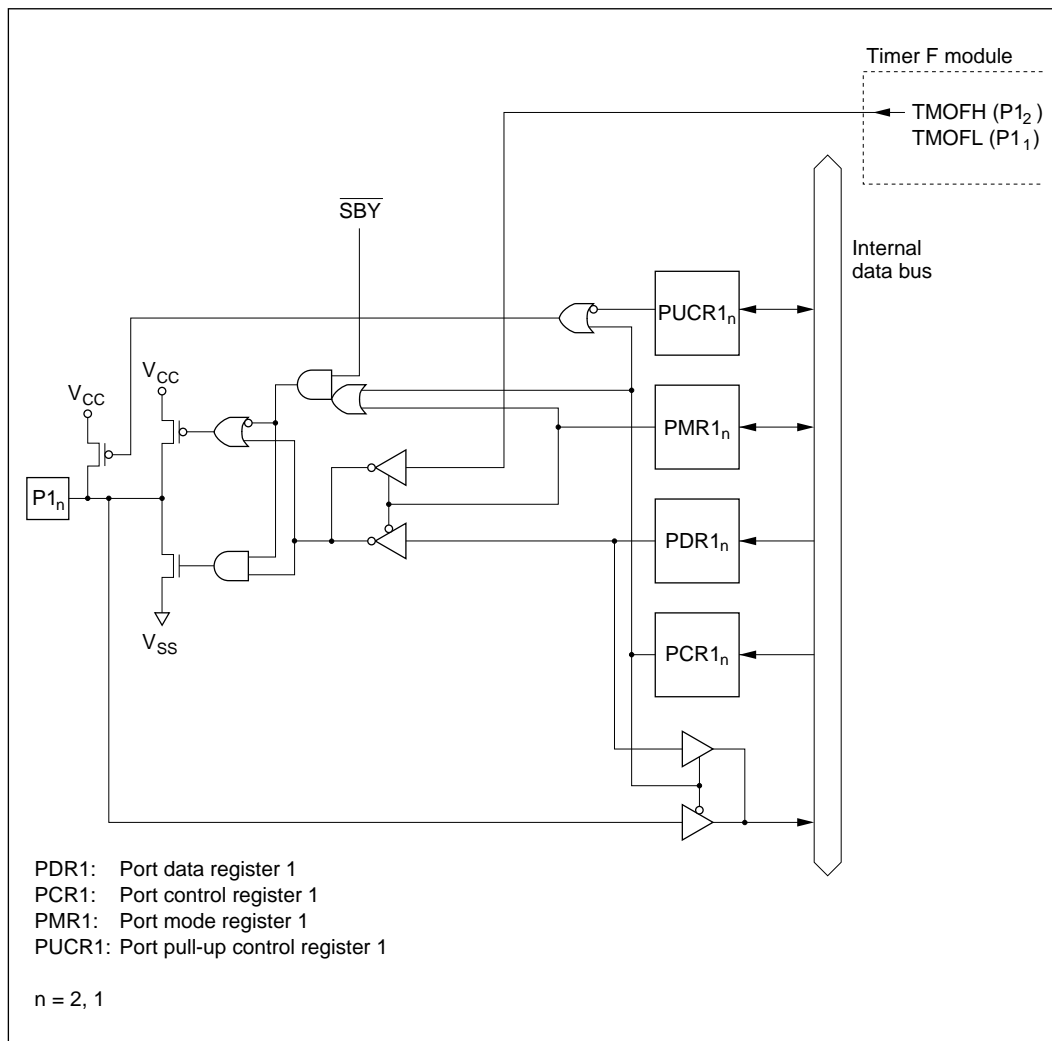 Timer F module
TMOFH (P1₂)
TMOFL (P1₁)
SBY
Internal
data bus
PUCR1ₙ
V_CC
V_CC
PMR1ₙ
P1ₙ
PDR1ₙ
V_SS
PCR1ₙ
PDR1: Port data register 1
PCR1: Port control register 1
PMR1: Port mode register 1
PUCR1: Port pull-up control register 1
n = 2, 1